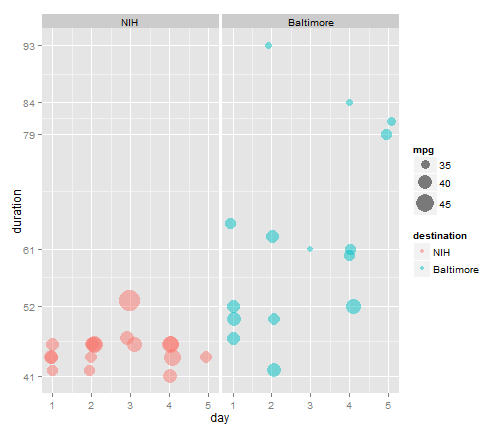 NIH Baltimore
93
84
79
61
52
41
duration
1 2 3 4 5 1 2 3 4 5
day
mpg
35
40
45
destination
NIH
Baltimore